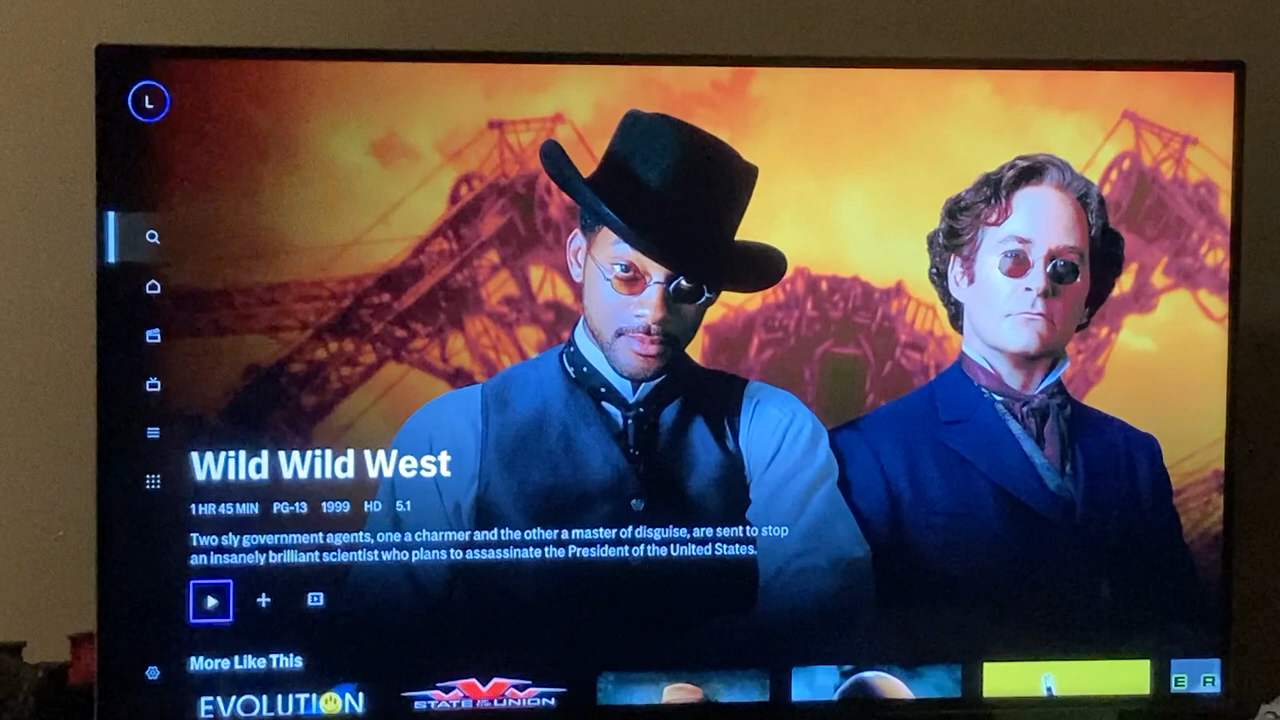 L
Wild Wild West
1 HR 45 MIN PG-13 1999 HD 5.1
Two sly government agents, one a charmer and the other a master of disguise, are sent to stop
an insanely brilliant scientist who plans to assassinate the President of the United States.
More Like This
EVOLUTION
STATE OF THE UNION
E R